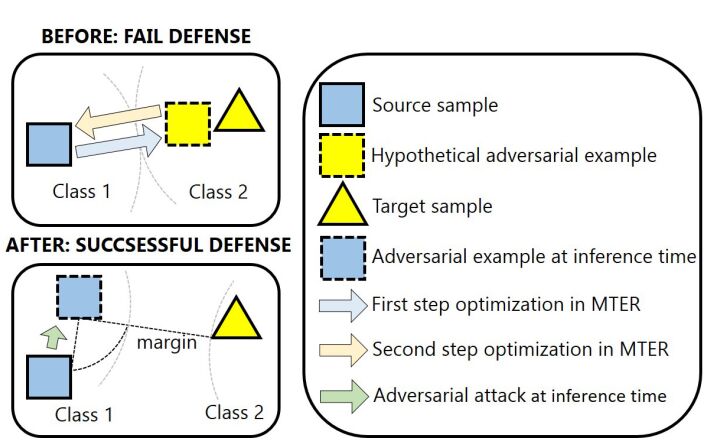 BEFORE: FAIL DEFENSE
Class 1
Class 2
AFTER: SUCCSESSFUL DEFENSE
margin
Class 1
Class 2
Source sample
Hypothetical adversarial example
Target sample
Adversarial example at inference time
First step optimization in MTER
Second step optimization in MTER
Adversarial attack at inference time